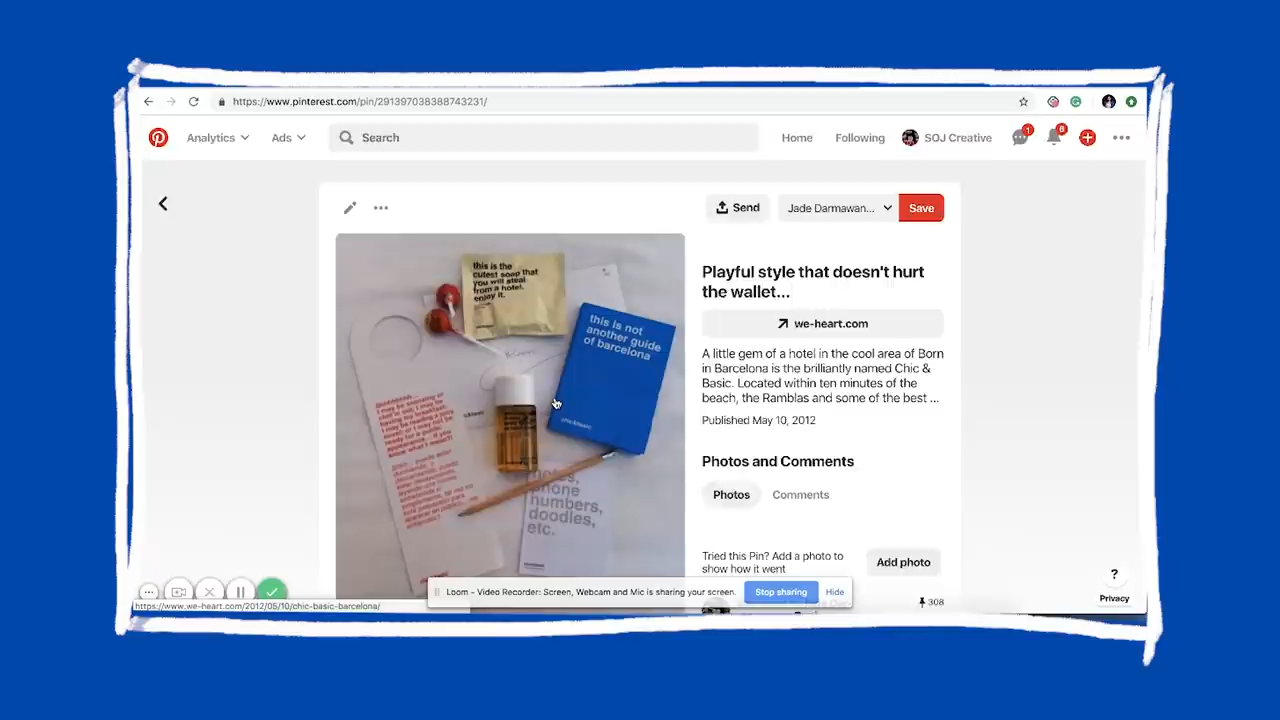 https://www.pinterest.com/pin/291397038388743231/
Analytics
Ads
Search
Home
Following
SOJ Creative
1
6
Send
Jade Darmawan...
Save
this is the
cutest soap that
you will steal
from a hotel.
enjoy it.
this is not
another guide
of barcelona
notes,
phone
numbers,
doodles,
etc.
Playful style that doesn't hurt
the wallet...
we-heart.com
A little gem of a hotel in the cool area of Born
in Barcelona is the brilliantly named Chic &
Basic. Located within ten minutes of the
beach, the Ramblas and some of the best ...
Published May 10, 2012
Photos and Comments
Photos
Comments
Tried this Pin? Add a photo to
show how it went
Add photo
308
?
Privacy
Loom - Video Recorder: Screen, Webcam and Mic is sharing your screen.
Stop sharing
Hide
https://www.we-heart.com/2012/05/10/chic-basic-barcelona/